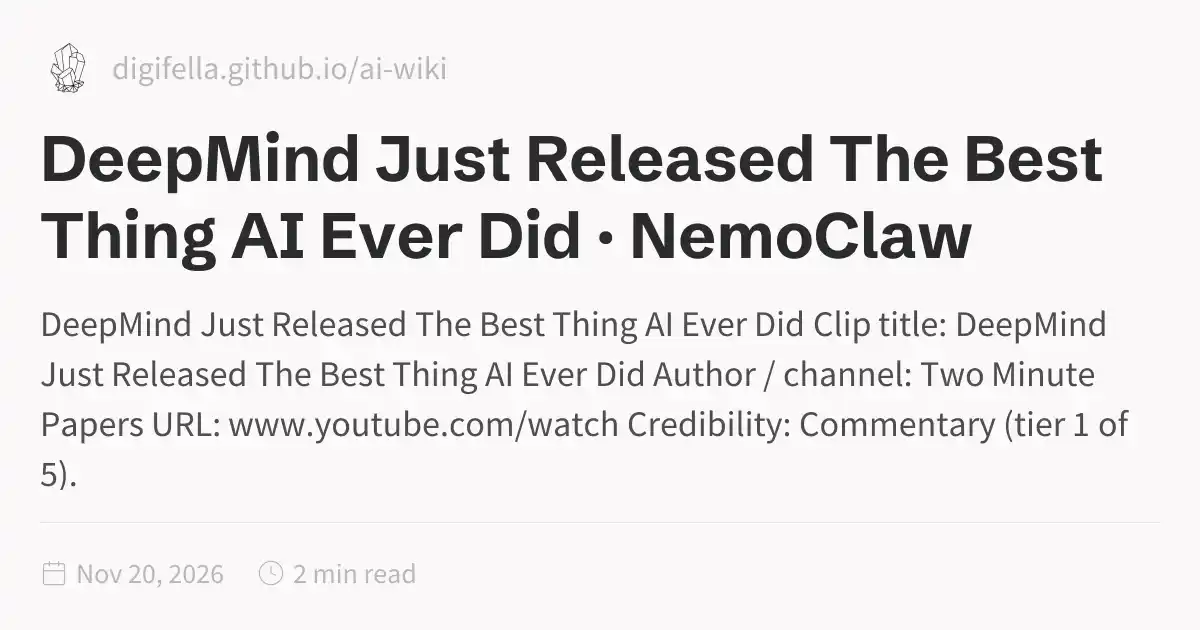 digifella.github.io/ai-wiki
DeepMind Just Released The Best
Thing AI Ever Did · NemoClaw
DeepMind Just Released The Best Thing AI Ever Did Clip title: DeepMind
Just Released The Best Thing AI Ever Did Author / channel: Two Minute
Papers URL: www.youtube.com/watch Credibility: Commentary (tier 1 of
5).
Nov 20, 2026
2 min read